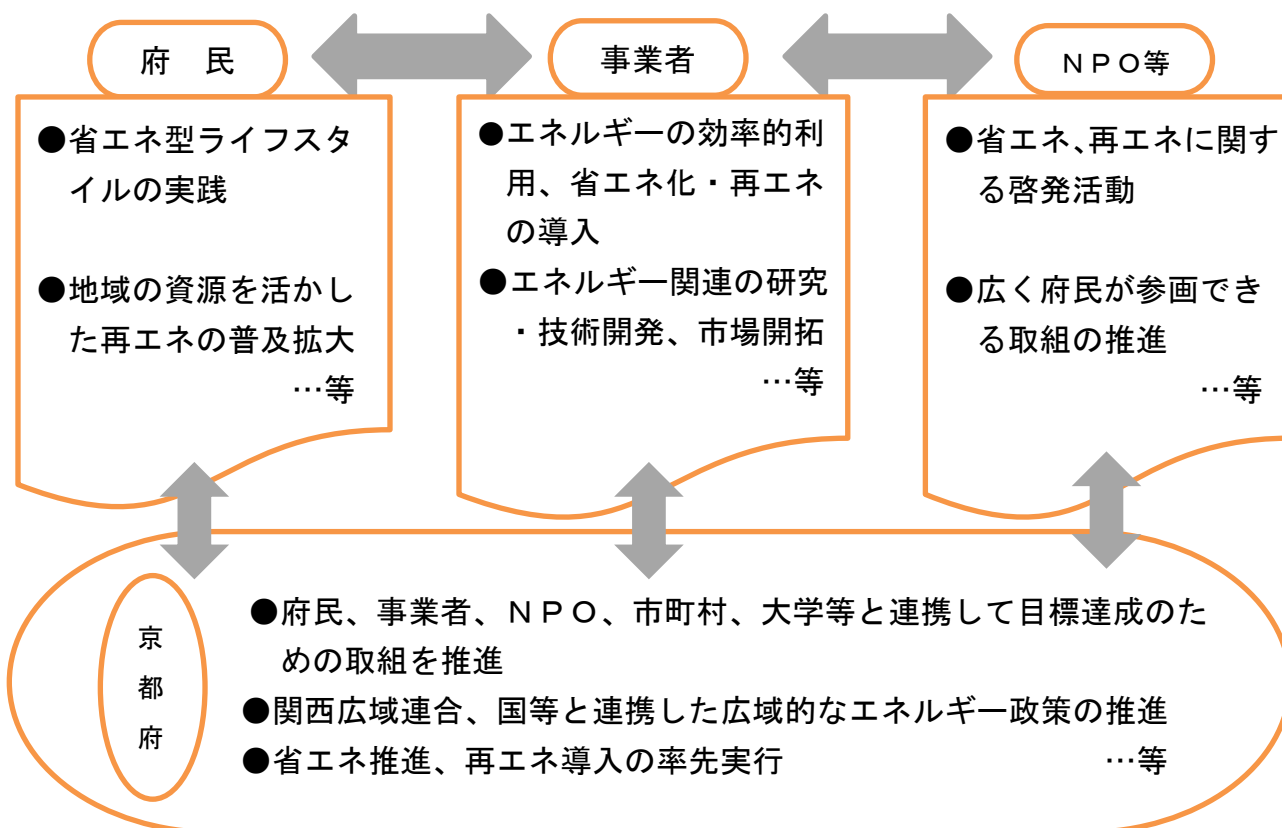 府　民
事業者
ＮＰＯ等
●省エネ型ライフスタ
イルの実践
●地域の資源を活かし
た再エネの普及拡大
…等
●エネルギーの効率的利
用、省エネ化・再エネ
の導入
●エネルギー関連の研究
・技術開発、市場開拓
…等
●省エネ、再エネに関す
る啓発活動
●広く府民が参画でき
る取組の推進
…等
京都府
●府民、事業者、ＮＰＯ、市町村、大学等と連携して目標達成のた
めの取組を推進
●関西広域連合、国等と連携した広域的なエネルギー政策の推進
●省エネ推進、再エネ導入の率先実行　…等